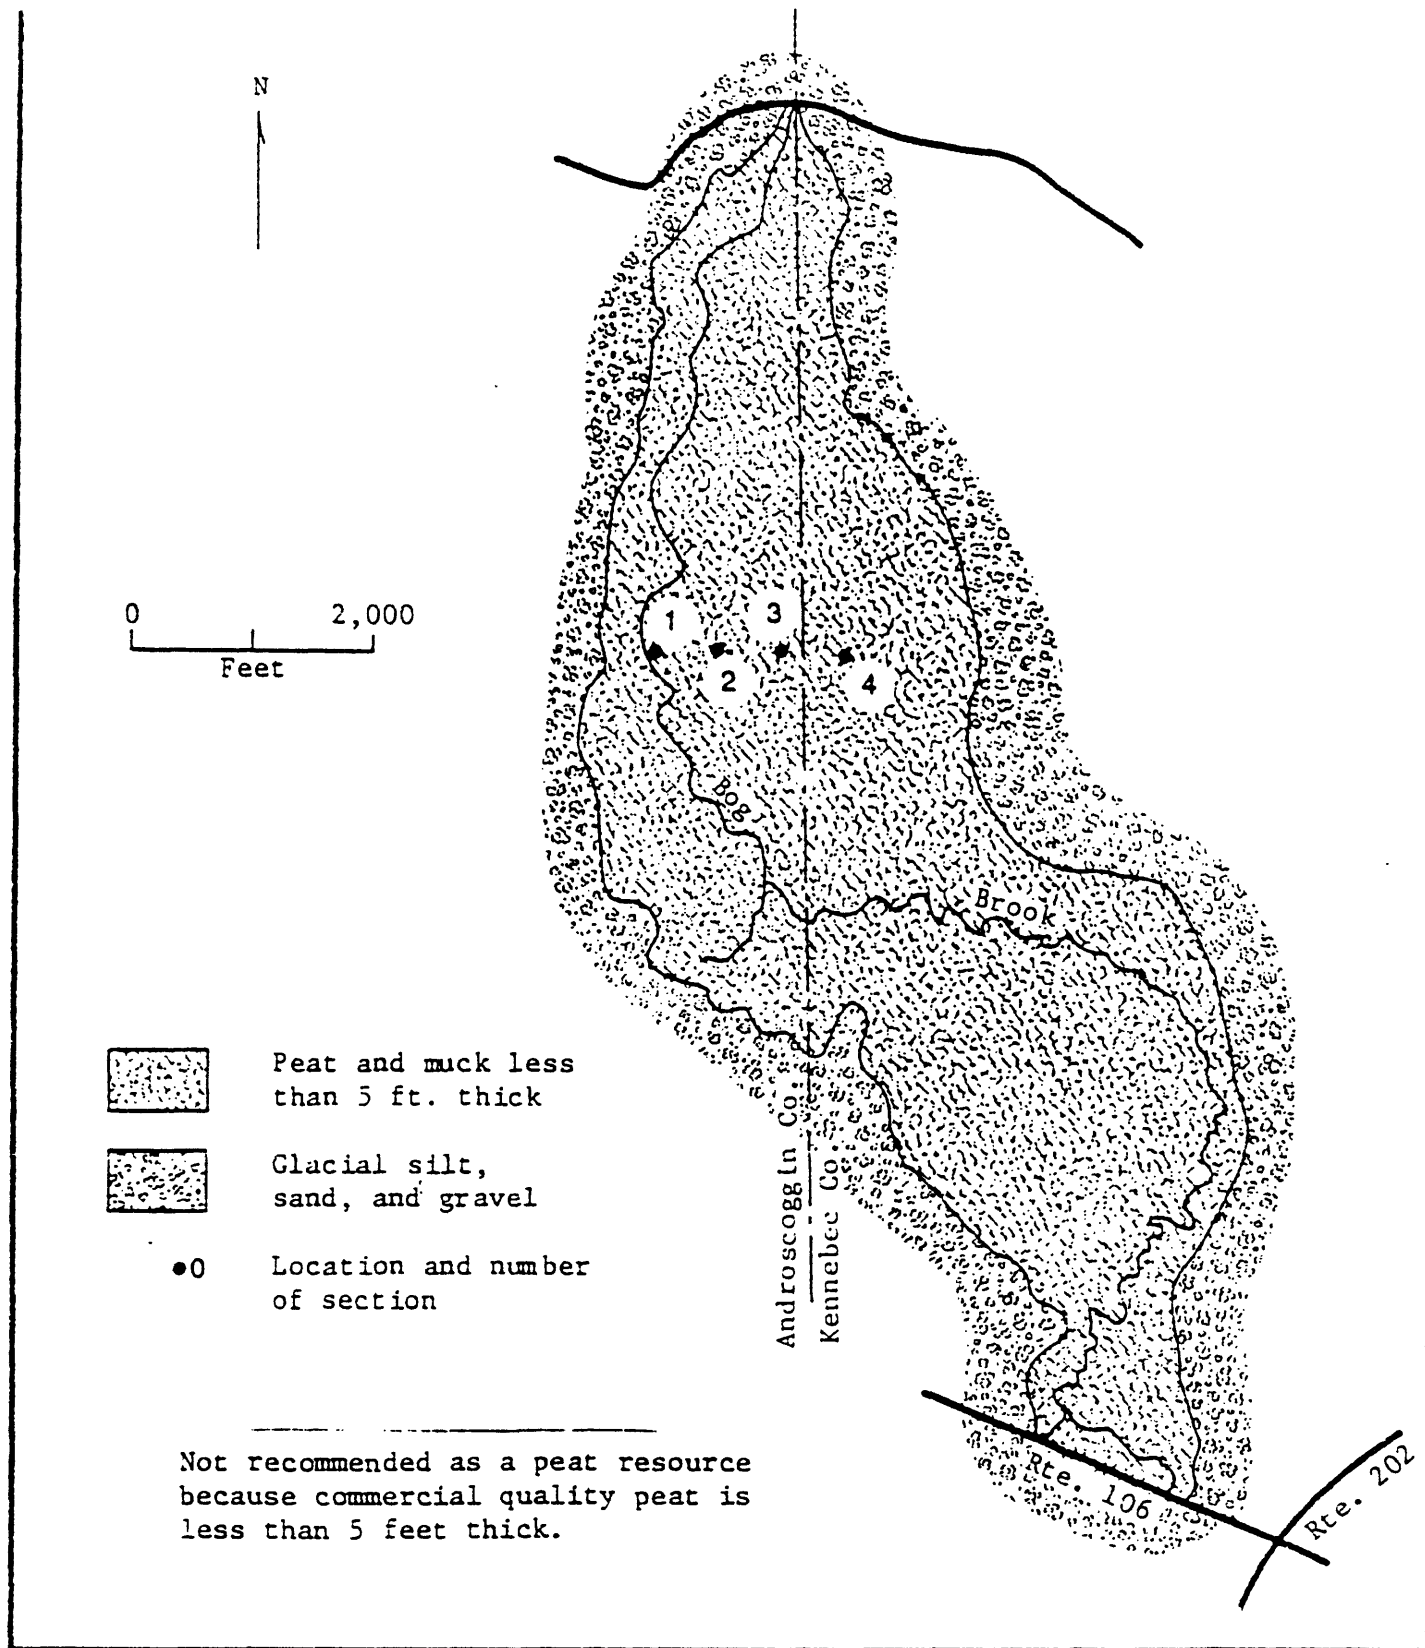 N
0 2,000
Feet
1
3
2
4
Bog
Brook
Peat and muck less
than 5 ft. thick
Glacial silt,
sand, and gravel
0 Location and number
of section
Androscoggin Co.
Kennebec Co.
Not recommended as a peat resource
because commercial quality peat is
less than 5 feet thick.
Rte. 106
Rte. 202